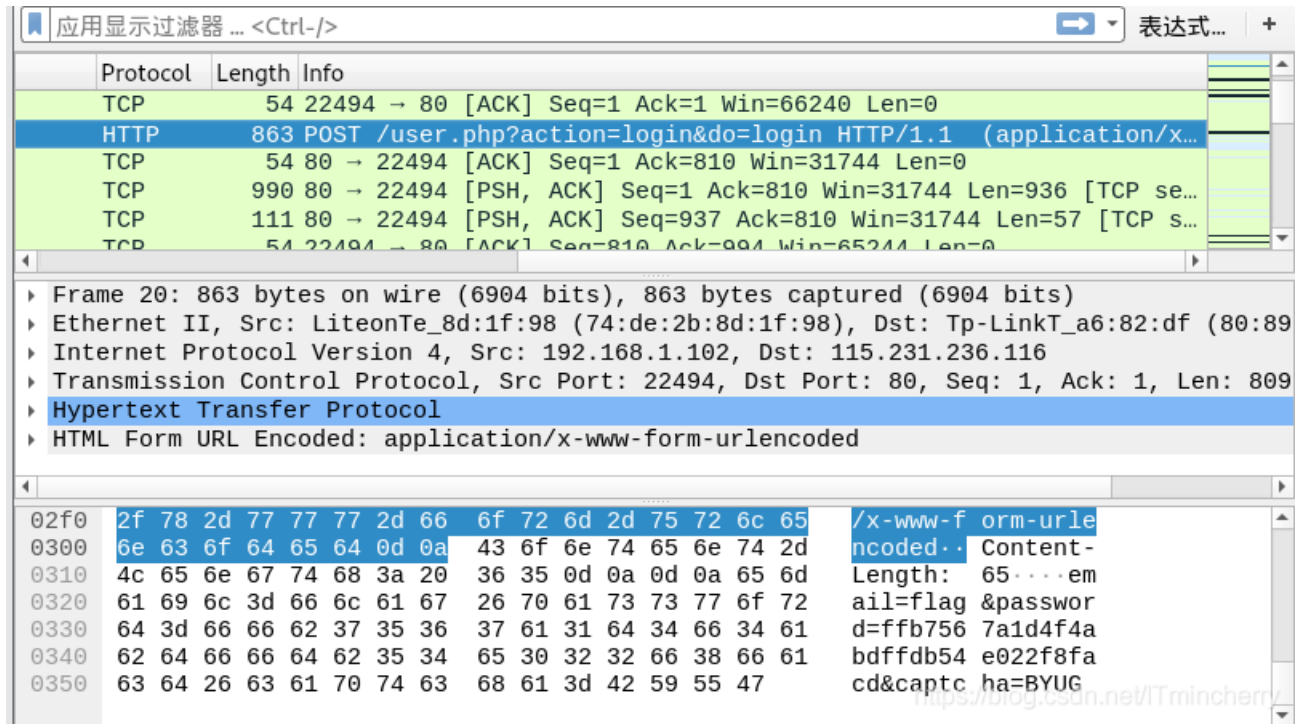 应用显示过滤器 … <Ctrl-/> 表达式… +
Protocol Length Info
TCP 54 22494 → 80 [ACK] Seq=1 Ack=1 Win=66240 Len=0
HTTP 863 POST /user.php?action=login&do=login HTTP/1.1 (application/x…
TCP 54 80 → 22494 [ACK] Seq=1 Ack=810 Win=31744 Len=0
TCP 990 80 → 22494 [PSH, ACK] Seq=1 Ack=810 Win=31744 Len=936 [TCP se…
TCP 111 80 → 22494 [PSH, ACK] Seq=937 Ack=810 Win=31744 Len=57 [TCP s…
TCP 54 22494 → 80 [ACK] Seq=810 Ack=994 Win=65244 Len=0
Frame 20: 863 bytes on wire (6904 bits), 863 bytes captured (6904 bits)
Ethernet II, Src: LiteonTe_8d:1f:98 (74:de:2b:8d:1f:98), Dst: Tp-LinkT_a6:82:df (80:89
Internet Protocol Version 4, Src: 192.168.1.102, Dst: 115.231.236.116
Transmission Control Protocol, Src Port: 22494, Dst Port: 80, Seq: 1, Ack: 1, Len: 809
Hypertext Transfer Protocol
HTML Form URL Encoded: application/x-www-form-urlencoded
02f0 2f 78 2d 77 77 77 2d 66 6f 72 6d 2d 75 72 6c 65 /x-www-f orm-urle
0300 6e 63 6f 64 65 64 0d 0a 43 6f 6e 74 65 6e 74 2d ncoded·· Content-
0310 4c 65 6e 67 74 68 3a 20 36 35 0d 0a 0d 0a 65 6d Length: 65····em
0320 61 69 6c 3d 66 6c 61 67 26 70 61 73 73 77 6f 72 ail=flag &passwor
0330 64 3d 66 66 62 37 35 36 37 61 31 64 34 66 34 61 d=ffb756 7a1d4f4a
0340 62 64 66 66 64 62 35 34 65 30 32 32 66 38 66 61 bdffdb54 e022f8fa
0350 63 64 26 63 61 70 74 63 68 61 3d 42 59 55 47 cd&captc ha=BYUG
https://blog.csdn.net/ITmincherry